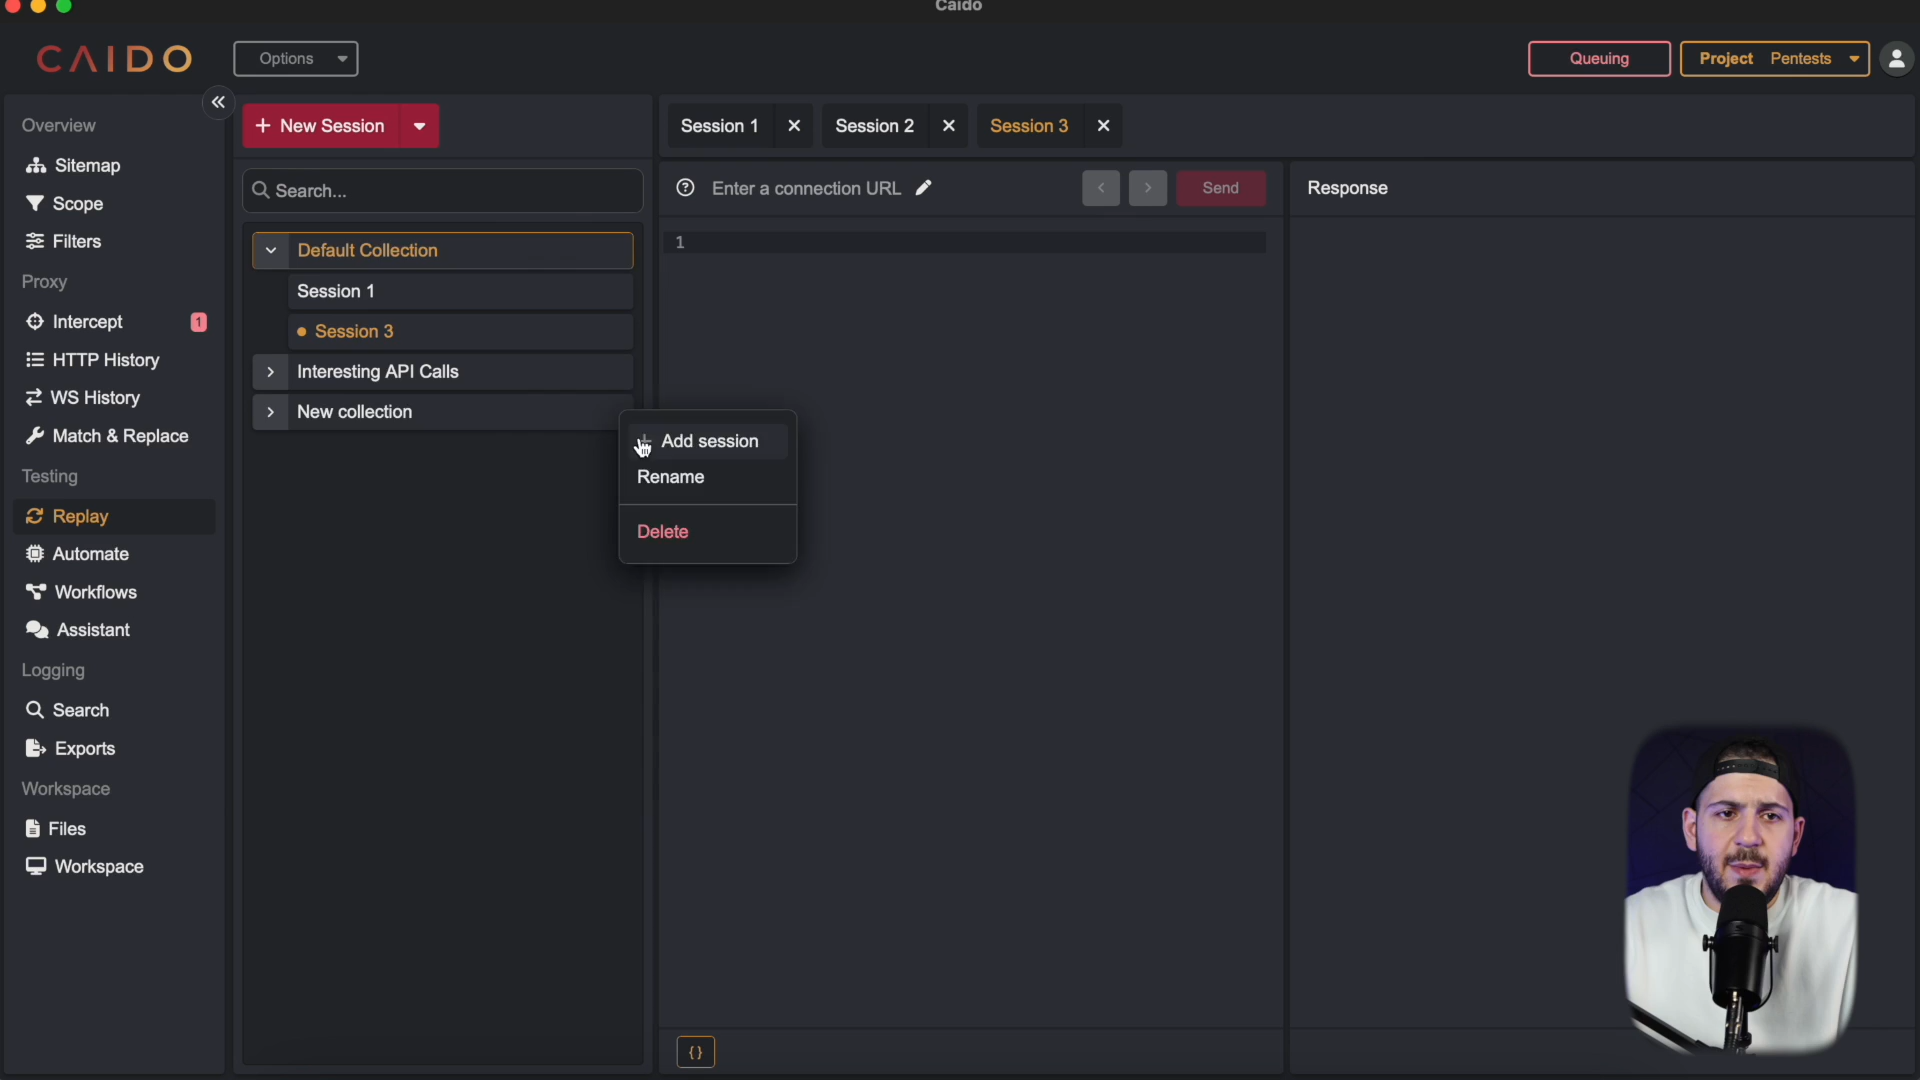 Caido
CAIDO
Options
Queuing
Project Pentests
Overview
Sitemap
Scope
Filters
Proxy
Intercept 1
HTTP History
WS History
Match & Replace
Testing
Replay
Automate
Workflows
Assistant
Logging
Search
Exports
Workspace
Files
Workspace
+ New Session
Search...
Default Collection
Session 1
Session 3
Interesting API Calls
New collection
Add session
Rename
Delete
Session 1
Session 2
Session 3
Enter a connection URL
Send
1
{}
Response